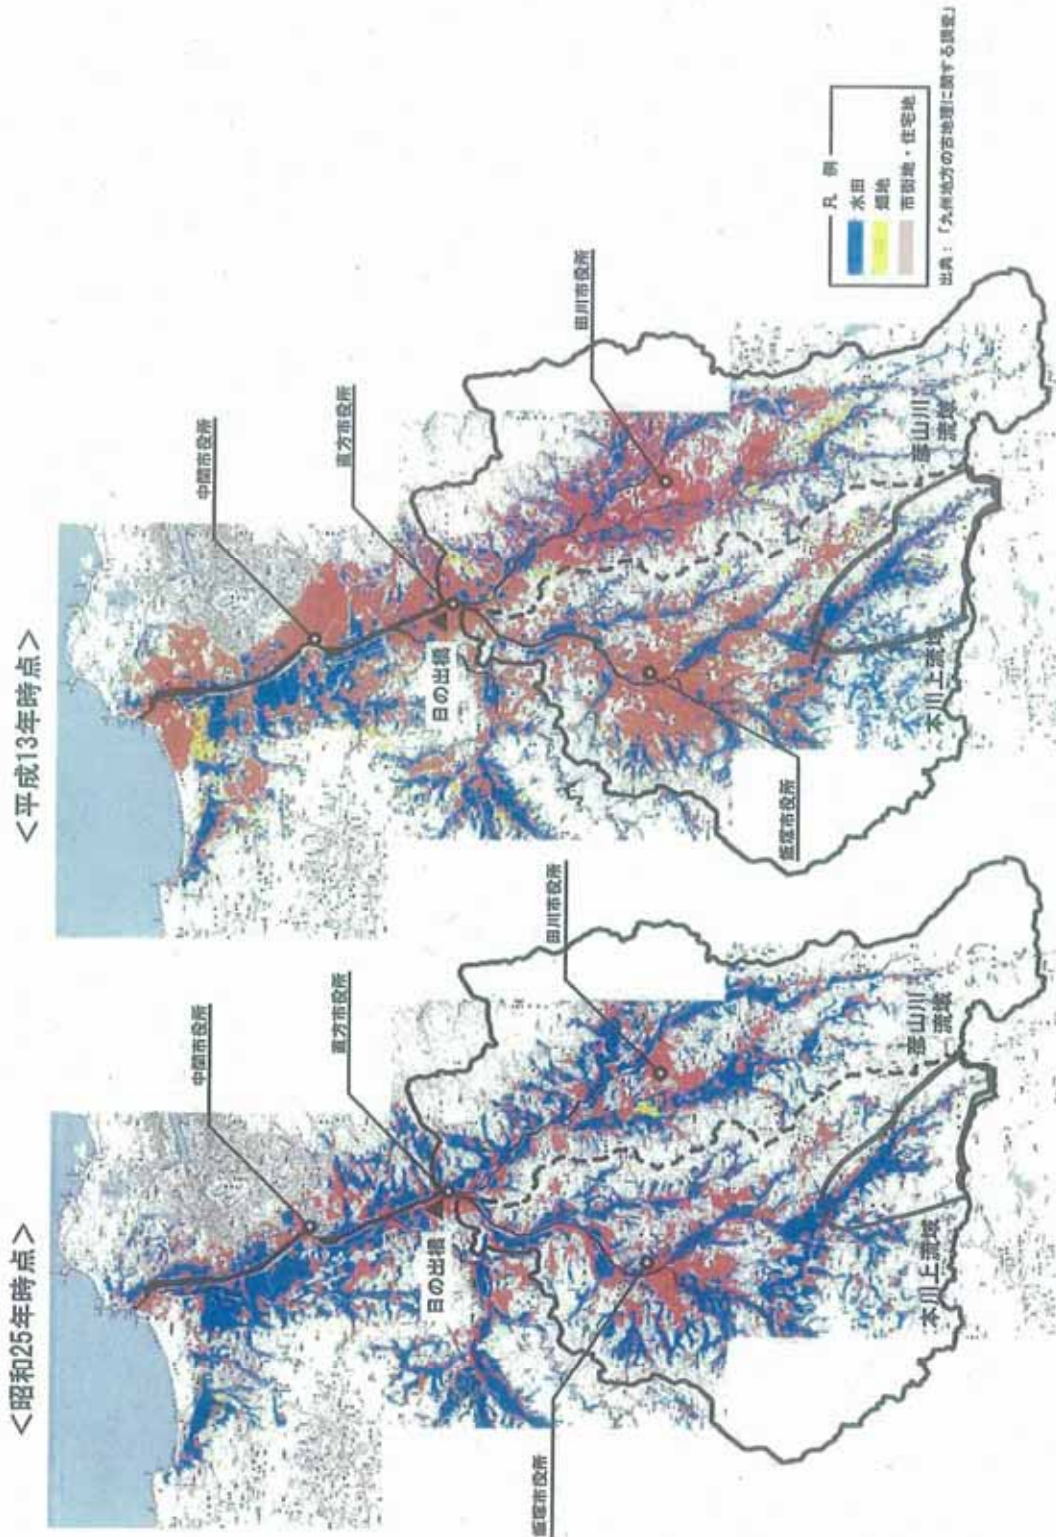 <昭和25年時点>
中間市役所
直方市役所
日の出橋
田川市役所
飯塚市役所
彦山川
流域
本川上流域
<平成13年時点>
中間市役所
直方市役所
日の出橋
田川市役所
飯塚市役所
彦山川
流域
本川上流域
凡 例
水田
畑地
市街地・住宅地
出典：「九州地方の古地理に関する調査」